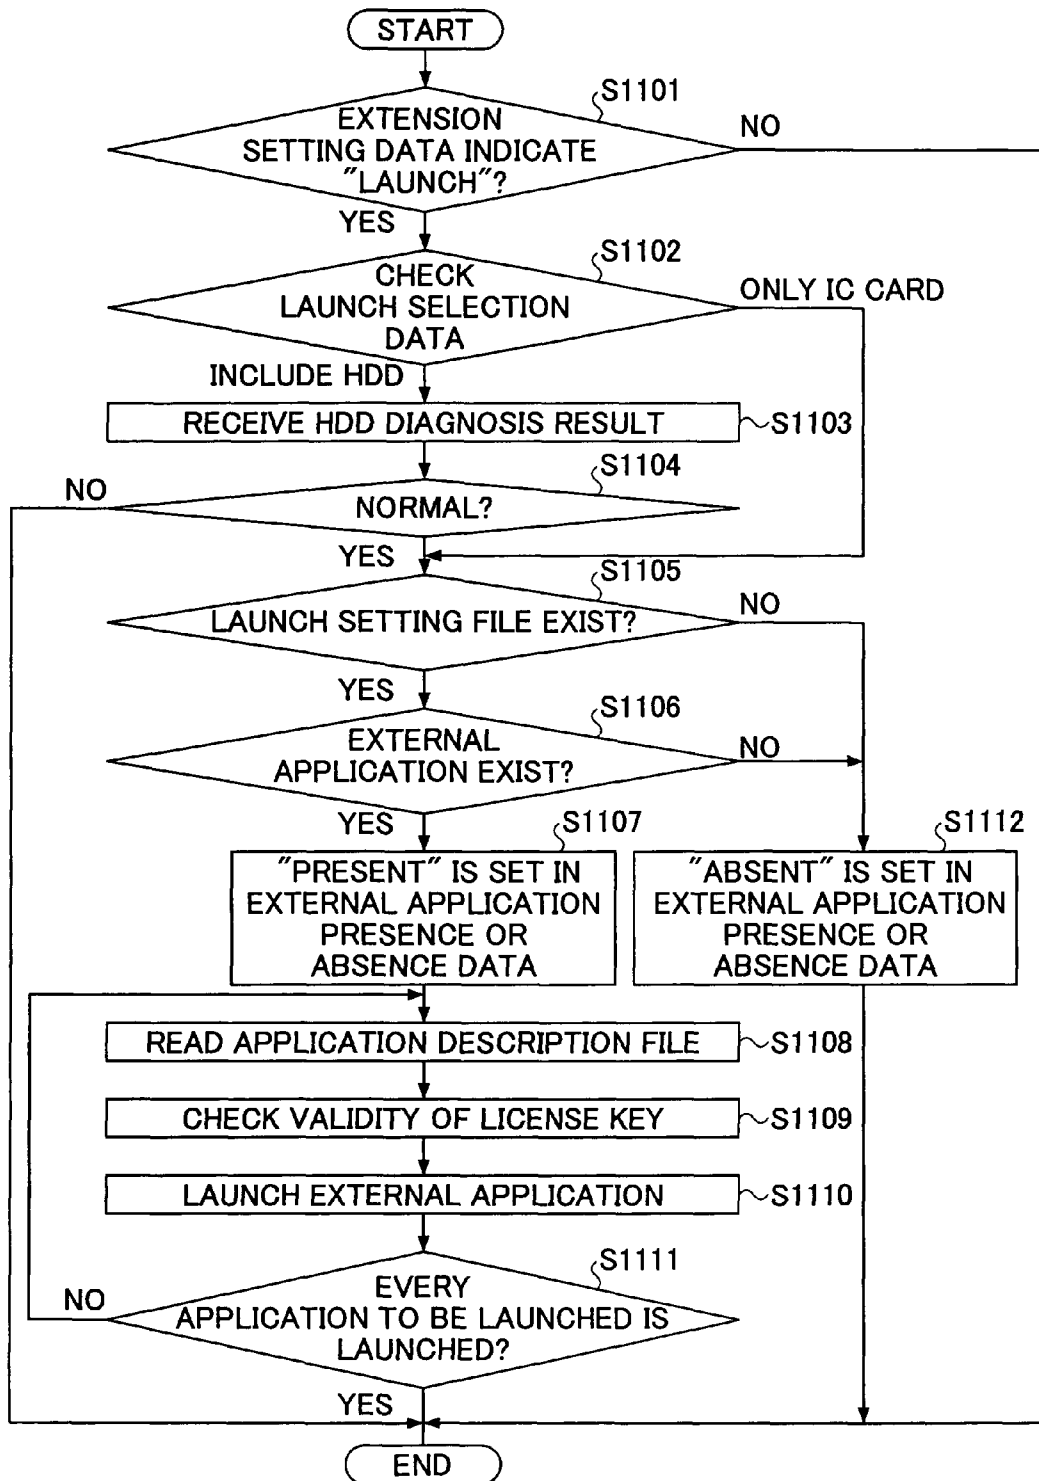 START
S1101
EXTENSION
SETTING DATA INDICATE
"LAUNCH"?
NO
YES
S1102
CHECK
LAUNCH SELECTION
DATA
ONLY IC CARD
INCLUDE HDD
RECEIVE HDD DIAGNOSIS RESULT
S1103
S1104
NO
NORMAL?
YES
S1105
LAUNCH SETTING FILE EXIST?
NO
YES
S1106
EXTERNAL
APPLICATION EXIST?
NO
YES
S1107
"PRESENT" IS SET IN
EXTERNAL APPLICATION
PRESENCE OR
ABSENCE DATA
S1112
"ABSENT" IS SET IN
EXTERNAL APPLICATION
PRESENCE OR
ABSENCE DATA
READ APPLICATION DESCRIPTION FILE
S1108
CHECK VALIDITY OF LICENSE KEY
S1109
LAUNCH EXTERNAL APPLICATION
S1110
S1111
NO
EVERY
APPLICATION TO BE LAUNCHED IS
LAUNCHED?
YES
END